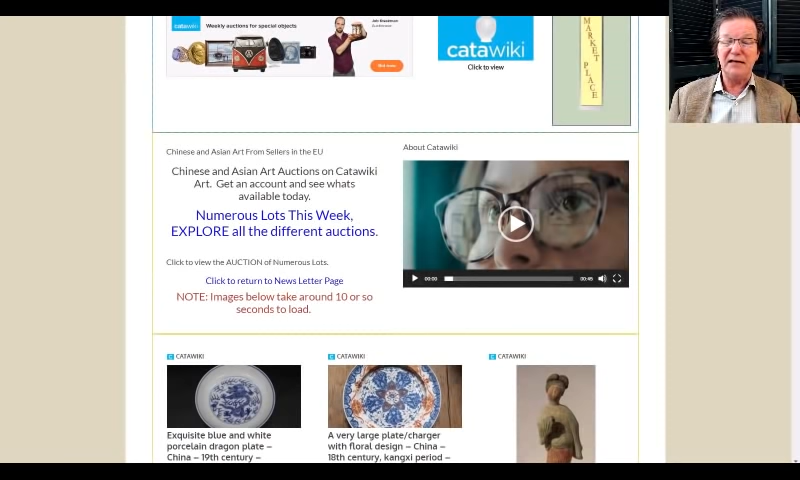 catawiki
Weekly auctions for special objects
catawiki
Click to view
MARKET PLACE
Chinese and Asian Art From Sellers in the EU
About Catawiki
Chinese and Asian Art Auctions on Catawiki
Art. Get an account and see whats
available today.
Numerous Lots This Week,
EXPLORE all the different auctions.
Click to view the AUCTION of Numerous Lots.
Click to return to News Letter Page
NOTE: Images below take around 10 or so
seconds to load.
00:00
00:45
C CATAWIKI
C CATAWIKI
C CATAWIKI
Exquisite blue and white
porcelain dragon plate –
China – 19th century –
A very large plate/charger
with floral design – China –
18th century, kangxi period –